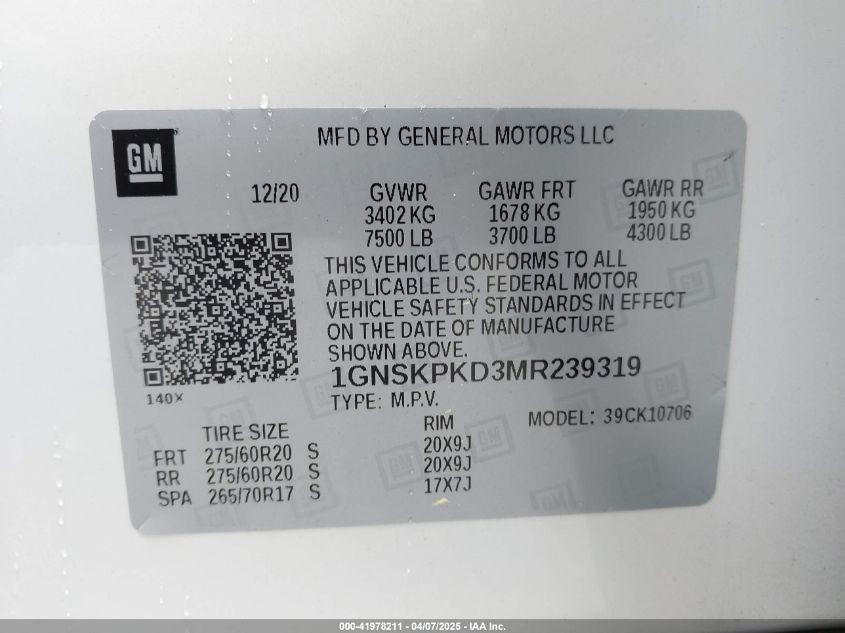 GM
MFD BY GENERAL MOTORS LLC
12/20 GVWR GAWR FRT GAWR RR
3402 KG 1678 KG 1950 KG
7500 LB 3700 LB 4300 LB
THIS VEHICLE CONFORMS TO ALL
APPLICABLE U.S. FEDERAL MOTOR
VEHICLE SAFETY STANDARDS IN EFFECT
ON THE DATE OF MANUFACTURE
SHOWN ABOVE.
140X
1GNSKPKD3MR239319
TYPE: M.P.V. MODEL: 39CK10706
TIRE SIZE RIM
FRT 275/60R20 S 20X9J
RR 275/60R20 S 20X9J
SPA 265/70R17 S 17X7J
000-41978211 - 04/07/2025 - IAA Inc.